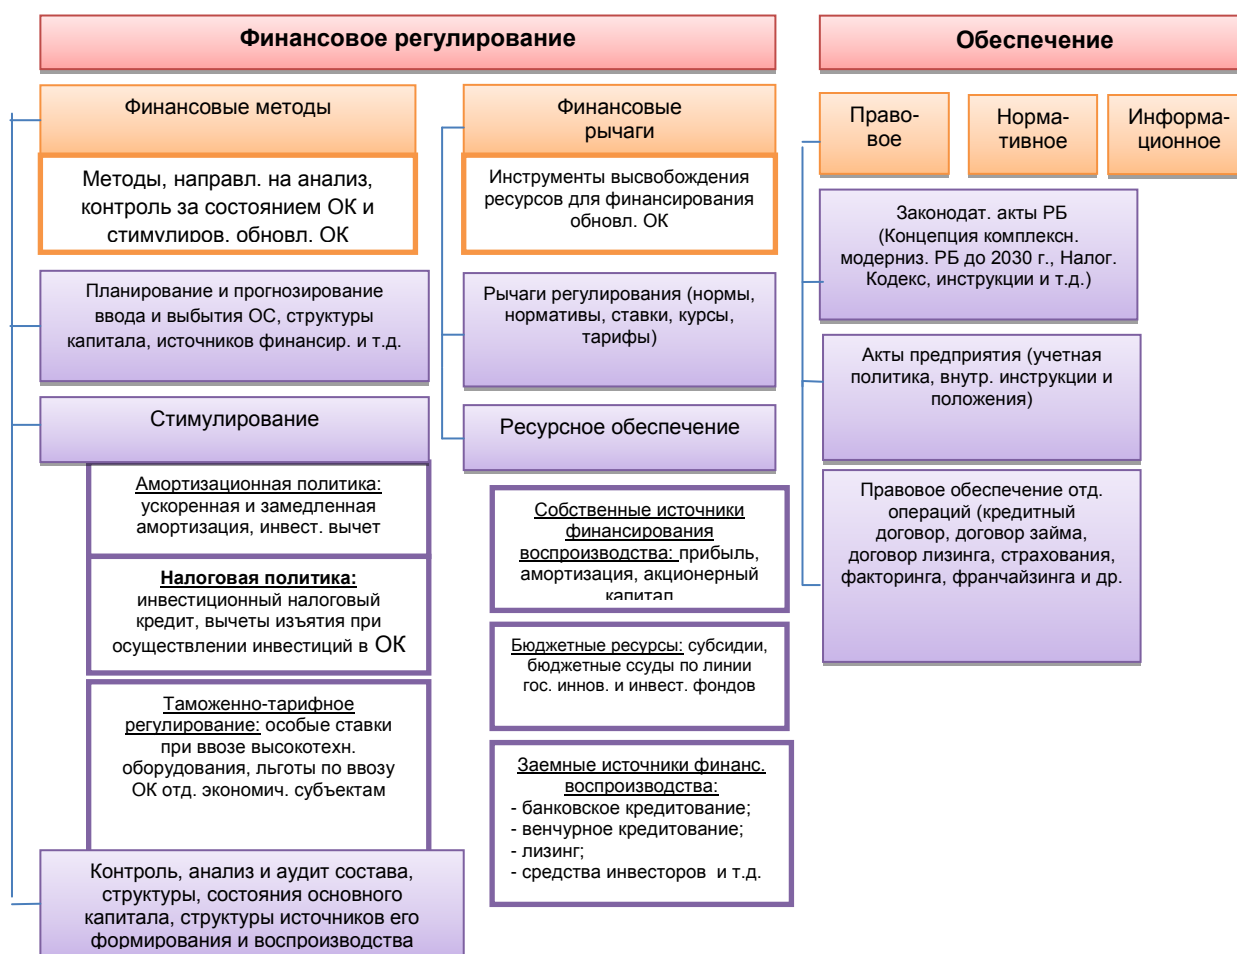 Финансовое регулирование
Обеспечение
Финансовые методы
Методы, направл. на анализ,
контроль за состоянием ОК и
стимулиров. обновл. ОК
Планирование и прогнозирование
ввода и выбытия ОС, структуры
капитала, источников финансир. и т.д.
Стимулирование
Амортизационная политика:
ускоренная и замедленная
амортизация, инвест. вычет
Налоговая политика:
инвестиционный налоговый
кредит, вычеты изъятия при
осуществлении инвестиций в ОК
Таможенно-тарифное
регулирование: особые ставки
при ввозе высокотехн.
оборудования, льготы по ввозу
ОК отд. экономич. субъектам
Контроль, анализ и аудит состава,
структуры, состояния основного
капитала, структуры источников его
формирования и воспроизводства
Финансовые
рычаги
Инструменты высвобождения
ресурсов для финансирования
обновл. ОК
Рычаги регулирования (нормы,
нормативы, ставки, курсы,
тарифы)
Ресурсное обеспечение
Собственные источники
финансирования
воспроизводства: прибыль,
амортизация, акционерный
капитал
Бюджетные ресурсы: субсидии,
бюджетные ссуды по линии
гос. иннов. и инвест. фондов
Заемные источники финанс.
воспроизводства:
- банковское кредитование;
- венчурное кредитование;
- лизинг;
- средства инвесторов и т.д.
Право-
вое
Норма-
тивное
Информа-
ционное
Законодат. акты РБ
(Концепция комплексн.
модерниз. РБ до 2030 г., Налог.
Кодекс, инструкции и т.д.)
Акты предприятия (учетная
политика, внутр. инструкции и
положения)
Правовое обеспечение отд.
операций (кредитный
договор, договор займа,
договор лизинга, страхования,
факторинга, франчайзинга и др.